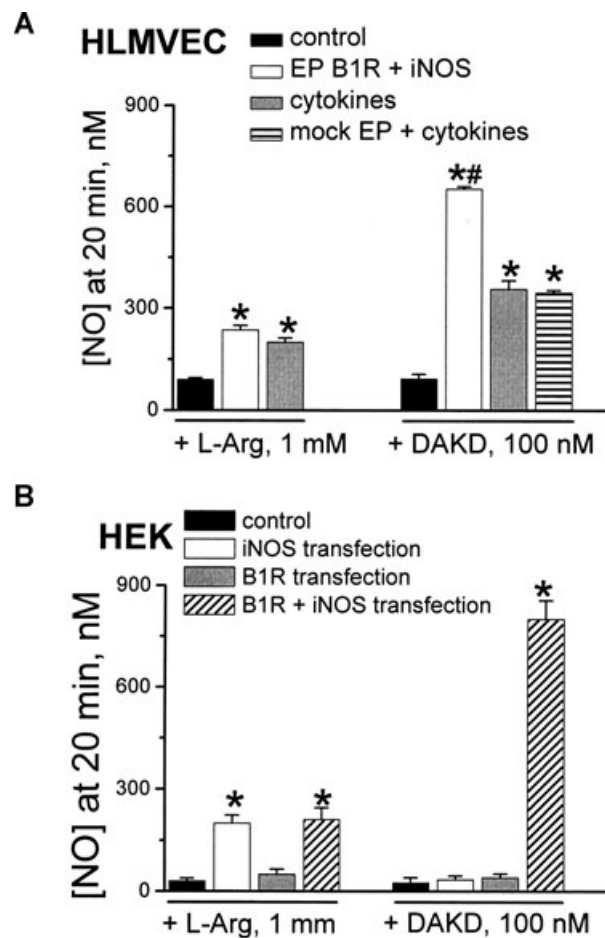 A
HLMVEC
control
EP B1R + iNOS
cytokines
mock EP + cytokines
[NO] at 20 min, nM
900
600
300
0
*
*
*#
*
*
+ L-Arg, 1 mM
+ DAKD, 100 nM
B
HEK
control
iNOS transfection
B1R transfection
B1R + iNOS transfection
[NO] at 20 min, nM
900
600
300
0
*
*
*
+ L-Arg, 1 mm
+ DAKD, 100 nM